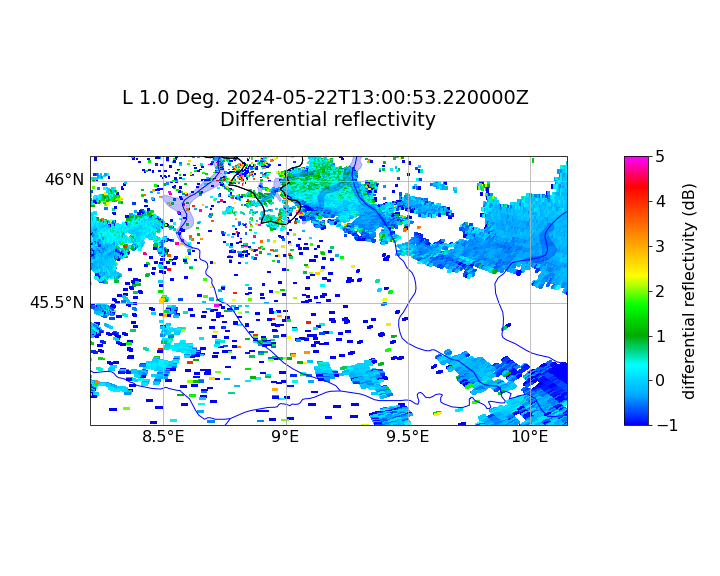 L 1.0 Deg. 2024-05-22T13:00:53.220000Z
Differential reflectivity
46°N
45.5°N
8.5°E
9°E
9.5°E
10°E
5
4
3
2
1
0
−1
differential reflectivity (dB)